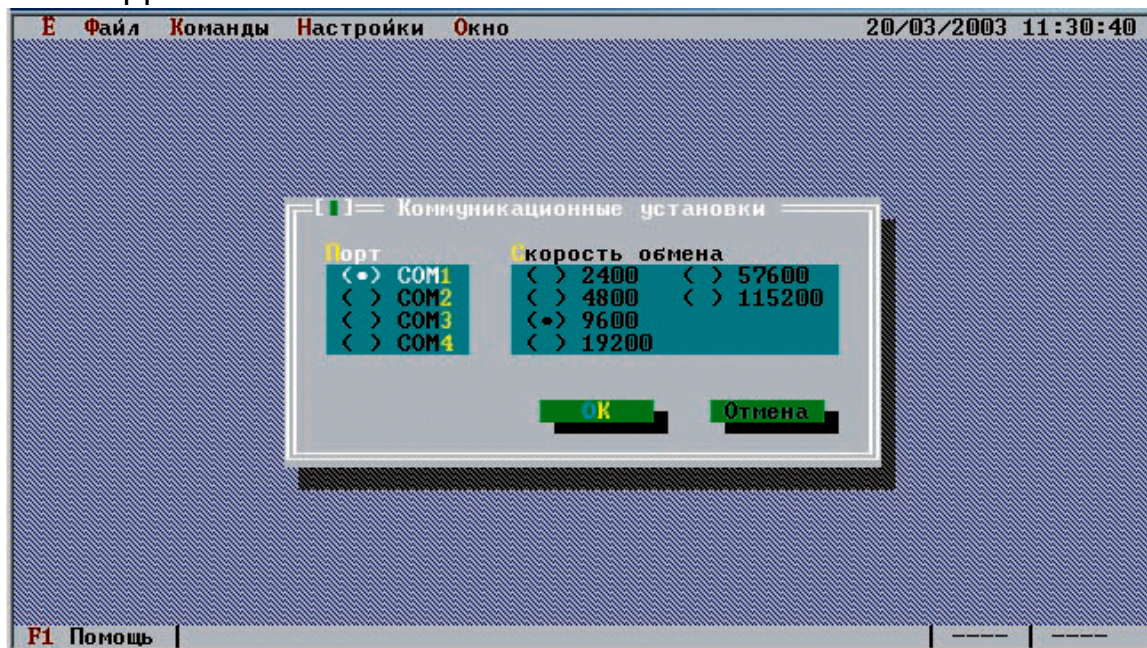 Ё Файл Команды Настройки Окно 20/03/2003 11:30:40
[▮] Коммуникационные установки
Порт Скорость обмена
(•) COM1 ( ) 2400 ( ) 57600
( ) COM2 ( ) 4800 ( ) 115200
( ) COM3 (•) 9600
( ) COM4 ( ) 19200
OK Отмена
F1 Помощь ---- ----